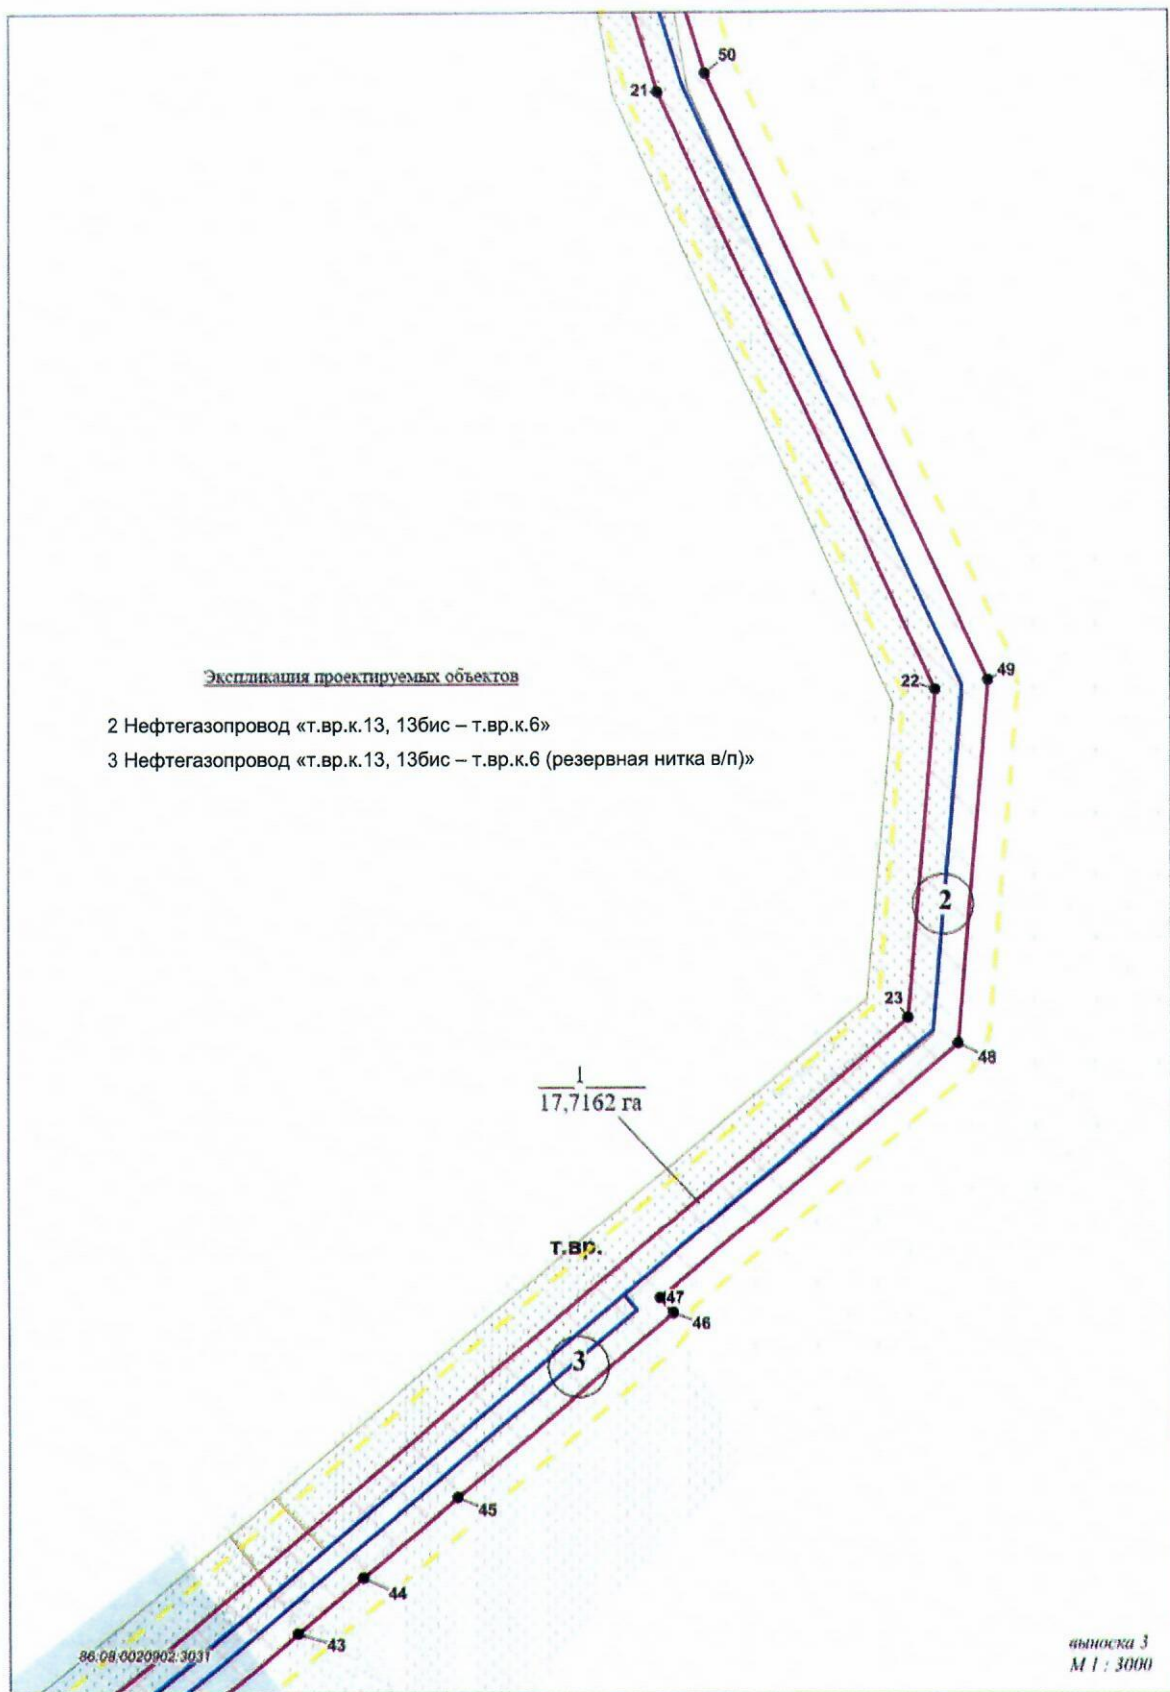 50
21
Экспликация проектируемых объектов
22
49
2 Нефтегазопровод «т.вр.к.13, 13бис – т.вр.к.6»
3 Нефтегазопровод «т.вр.к.13, 13бис – т.вр.к.6 (резервная нитка в/п)»
2
23
48
1
17,7162 га
т.вр.
47
46
3
45
44
43
86:08:0020902:3031
выноска 3
М 1 : 3000